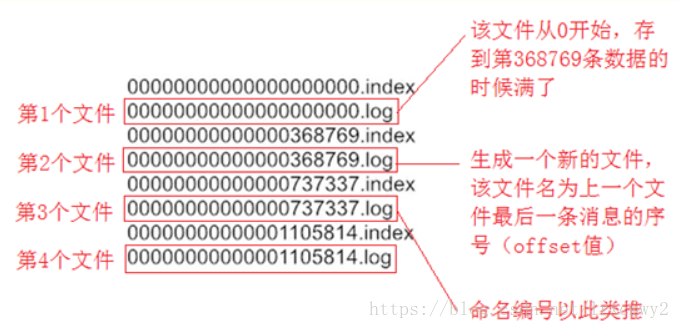 该文件从0开始，存
到第368769条数据的
时候满了
00000000000000000000.index
第1个文件 00000000000000000000.log
00000000000000368769.index
第2个文件 00000000000000368769.log
生成一个新的文件，
该文件名为上一个文
件最后一条消息的序
号（offset值）
00000000000000737337.index
第3个文件 00000000000000737337.log
00000000000001105814.index
第4个文件 00000000000001105814.log
命名编号以此类推
https://blog.